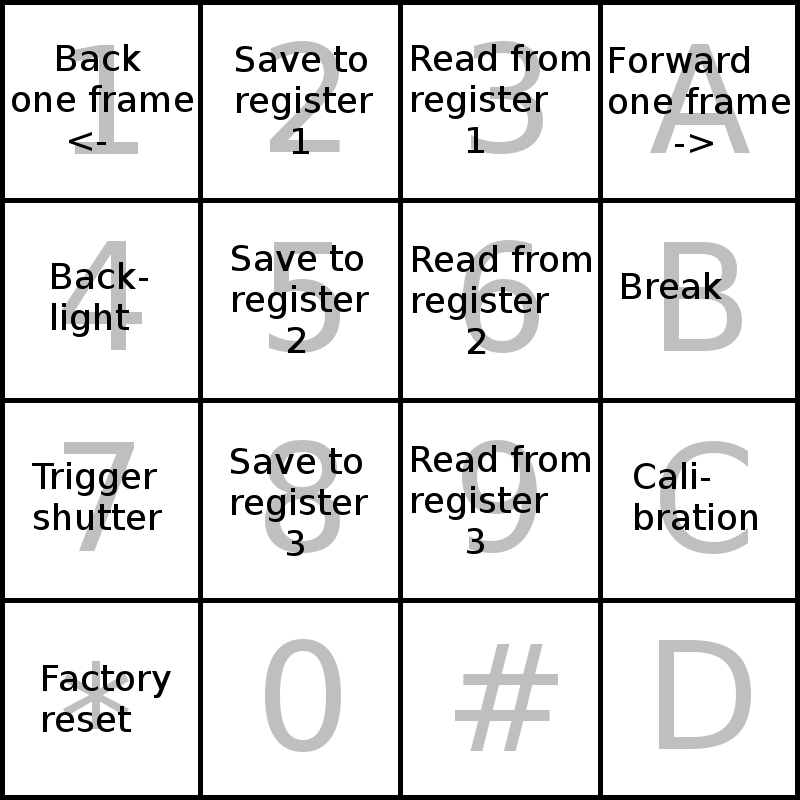 1
Back
one frame
<-
2
Save to
register
1
3
Read from
register
1
A
Forward
one frame
->
4
Back-
light
5
Save to
register
2
6
Read from
register
2
B
Break
7
Trigger
shutter
8
Save to
register
3
9
Read from
register
3
C
Cali-
bration
*
Factory
reset
0
#
D